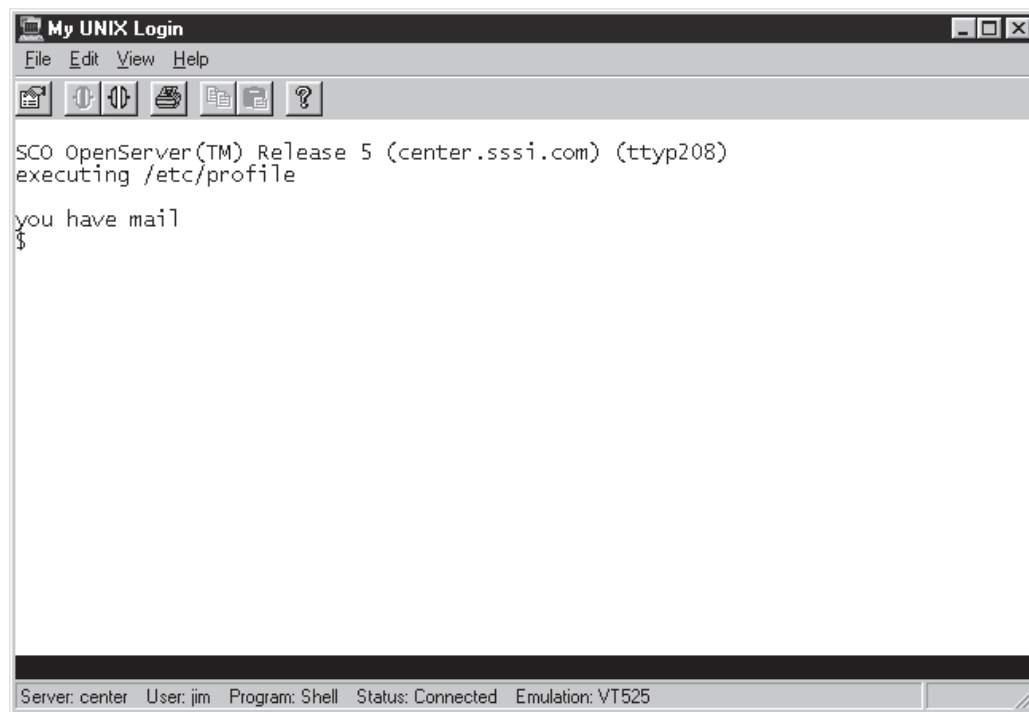 My UNIX Login
File Edit View Help
SCO OpenServer(TM) Release 5 (center.sssi.com) (ttyp208)
executing /etc/profile
you have mail
$
Server: center User: jim Program: Shell Status: Connected Emulation: VT525